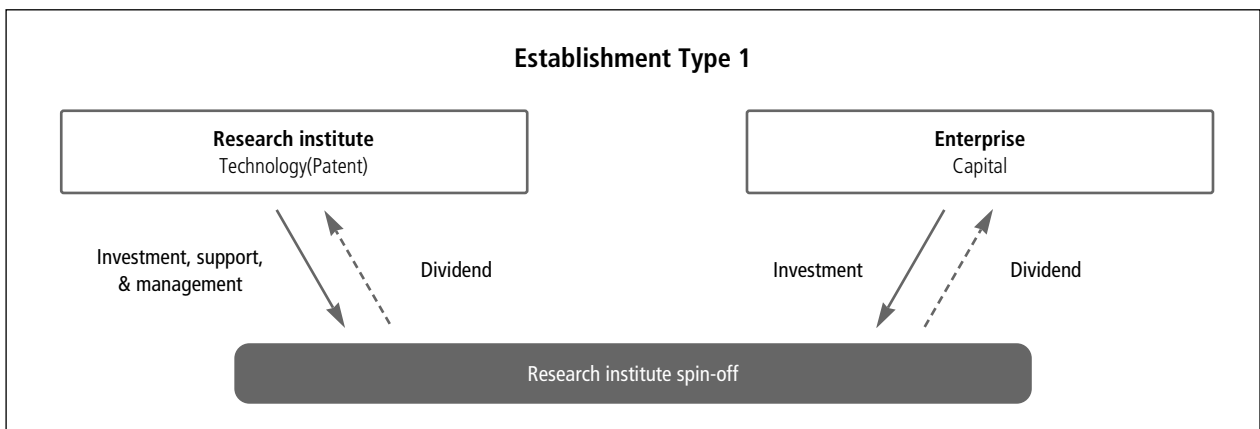 Establishment Type 1
Research institute
Technology(Patent)
Enterprise
Capital
Investment, support,
& management
Dividend
Investment
Dividend
Research institute spin-off